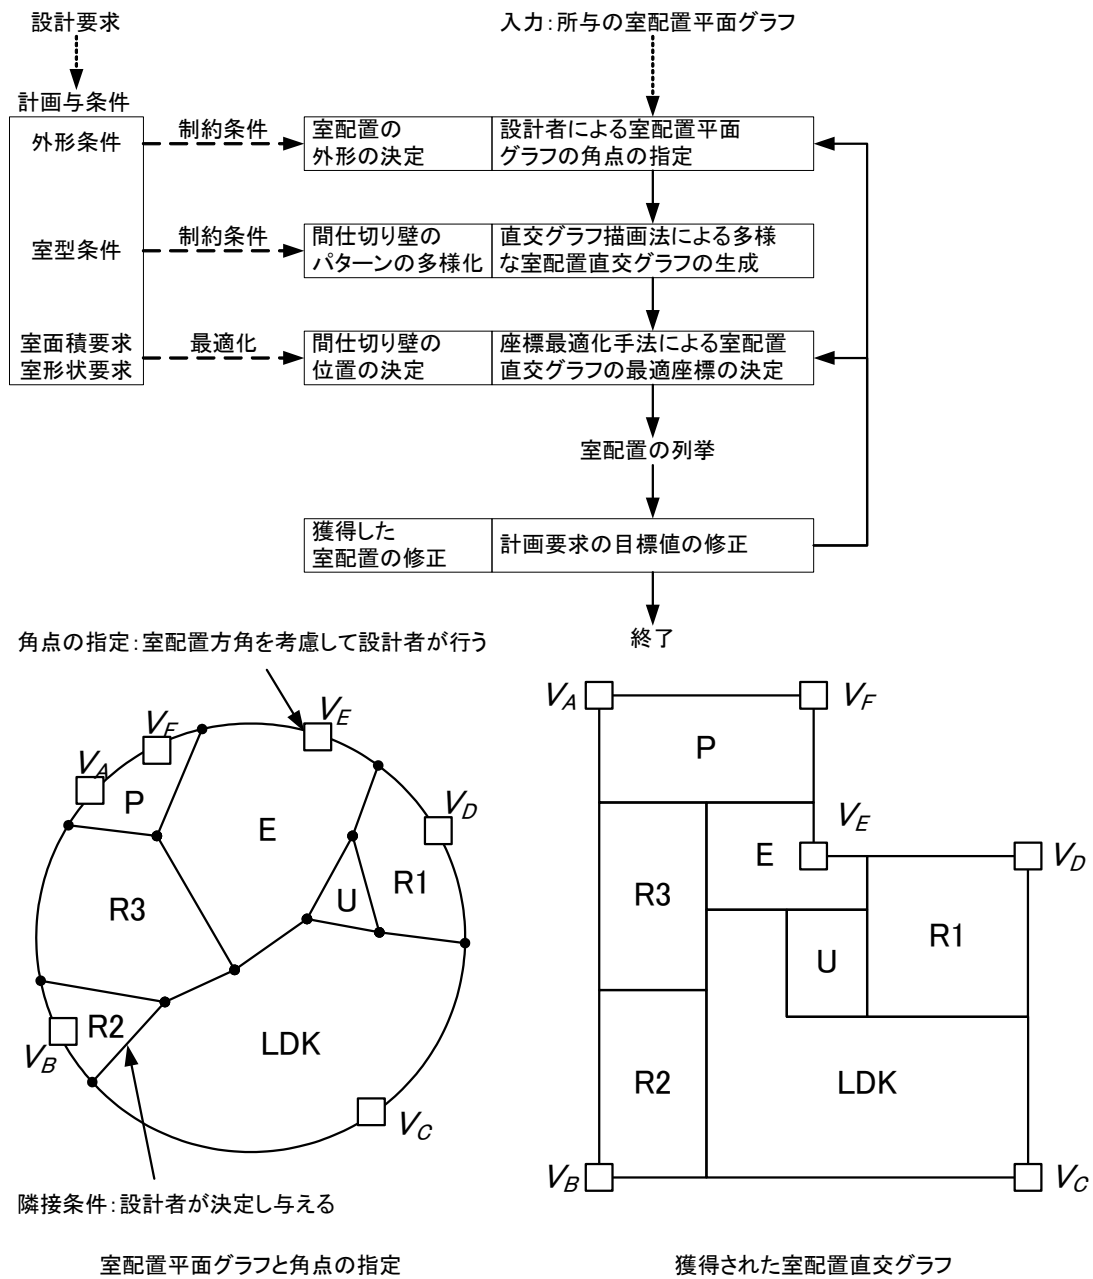 設計要求
入力:所与の室配置平面グラフ
計画与条件
外形条件
制約条件
室配置の
外形の決定
設計者による室配置平面
グラフの角点の指定
室型条件
制約条件
間仕切り壁の
パターンの多様化
直交グラフ描画法による多様
な室配置直交グラフの生成
室面積要求
室形状要求
最適化
間仕切り壁の
位置の決定
座標最適化手法による室配置
直交グラフの最適座標の決定
室配置の列挙
獲得した
室配置の修正
計画要求の目標値の修正
終了
角点の指定:室配置方角を考慮して設計者が行う
VA
VF
VE
VD
P
E
R3
U
R1
R2
LDK
VB
VC
隣接条件:設計者が決定し与える
室配置平面グラフと角点の指定
VA
VF
P
VE
E
VD
R3
R1
U
R2
LDK
VB
VC
獲得された室配置直交グラフ